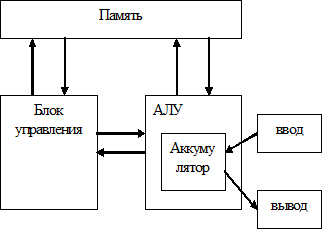 Память
Блок
управления
АЛУ
Аккуму
лятор
ввод
вывод